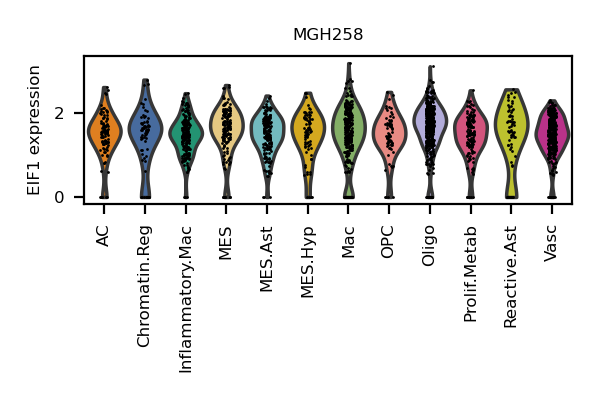 MGH258
EIF1 expression
2
0
AC
Chromatin.Reg
Inflammatory.Mac
MES
MES.Ast
MES.Hyp
Mac
OPC
Oligo
Prolif.Metab
Reactive.Ast
Vasc